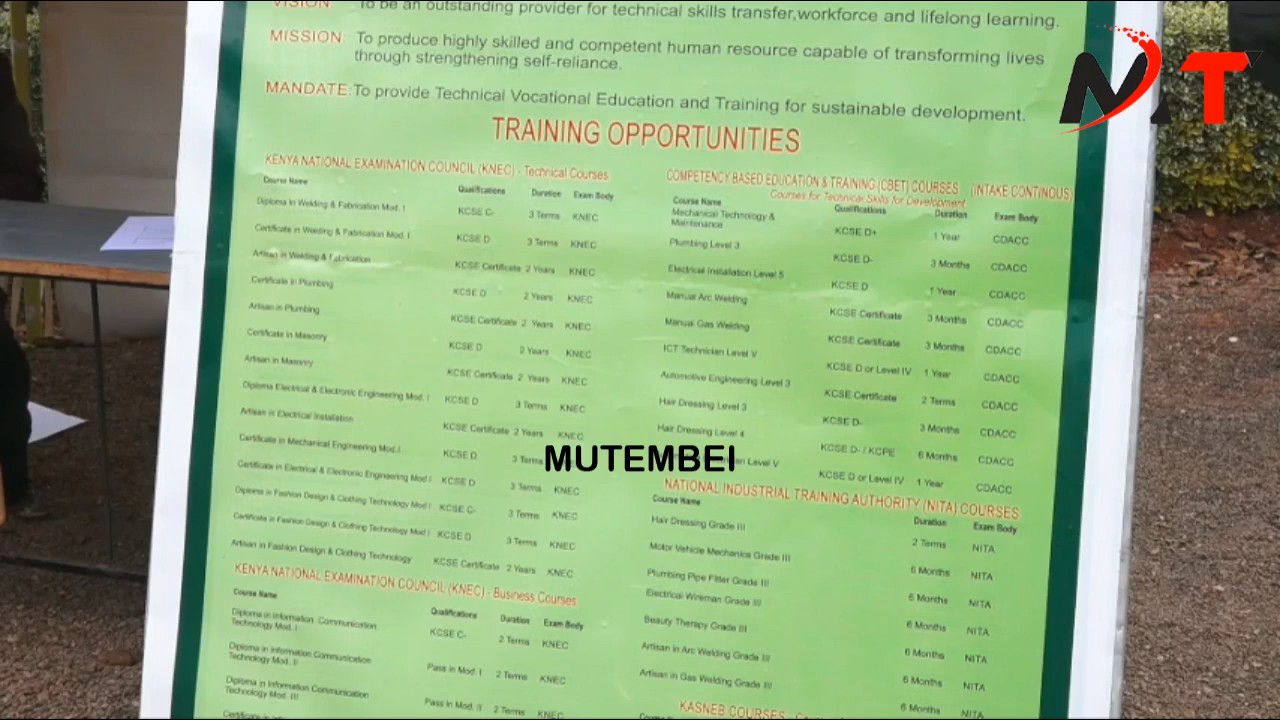 VISION: To be an outstanding provider for technical skills transfer,workforce and lifelong learning.
MISSION: To produce highly skilled and competent human resource capable of transforming lives
through strengthening self-reliance.
MANDATE: To provide Technical Vocational Education and Training for sustainable development.
TRAINING OPPORTUNITIES
KENYA NATIONAL EXAMINATION COUNCIL (KNEC) - Technical Courses
Course Name Qualifications Duration Exam Body
Diploma in Welding & Fabrication Mod. I KCSE C- 3 Terms KNEC
Certificate in Welding & Fabrication Mod. I KCSE D 3 Terms KNEC
Artisan in Welding & Fabrication KCSE Certificate 2 Years KNEC
Certificate in Plumbing KCSE D 2 Years KNEC
Artisan in Plumbing KCSE Certificate 2 Years KNEC
Certificate in Masonry KCSE D 2 Years KNEC
Artisan in Masonry KCSE Certificate 2 Years KNEC
Diploma Electrical & Electronic Engineering Mod. I KCSE D 3 Terms KNEC
Artisan in Electrical Installation KCSE Certificate 2 Years KNEC
Certificate in Mechanical Engineering Mod.I KCSE D 3 Terms
Certificate in Electrical & Electronic Engineering Mod I KCSE D 3 Terms KNEC
Diploma in Fashion Design & Clothing Technology Mod I KCSE C- 3 Terms KNEC
Certificate in Fashion Design & Clothing Technology Mod I KCSE D 3 Terms KNEC
Artisan in Fashion Design & Clothing Technology KCSE Certificate 2 Years KNEC
KENYA NATIONAL EXAMINATION COUNCIL (KNEC) - Business Courses
Course Name Qualifications Duration Exam Body
Diploma in Information Communication
Technology Mod. I KCSE C- 2 Terms KNEC
Diploma in Information Communication
Technology Mod. II Pass in Mod. I 2 Terms KNEC
Diploma in Information Communication
Technology Mod. III Pass in Mod. II 2 Terms KNEC
Certificate in
COMPETENCY BASED EDUCATION & TRAINING (CBET) COURSES (INTAKE CONTINOUS)
Courses for Technical Skills for Development
Course Name Qualifications Duration Exam Body
Mechanical Technology &
Maintenance KCSE D+ 1 Year CDACC
Plumbing Level 3 KCSE D- 3 Months CDACC
Electrical Installation Level 5 KCSE D 1 Year CDACC
Manual Arc Welding KCSE Certificate 3 Months CDACC
Manual Gas Welding KCSE Certificate 3 Months CDACC
ICT Technician Level V KCSE D or Level IV 1 Year CDACC
Automotive Engineering Level 3 KCSE Certificate 2 Terms CDACC
Hair Dressing Level 3 KCSE D- 3 Months CDACC
Hair Dressing Level 4 KCSE D- / KCPE 6 Months CDACC
Level V KCSE D or Level IV 1 Year CDACC
NATIONAL INDUSTRIAL TRAINING AUTHORITY (NITA) COURSES
Course Name Duration Exam Body
Hair Dressing Grade III 2 Terms NITA
Motor Vehicle Mechanics Grade III 6 Months NITA
Plumbing Pipe Fitter Grade III 6 Months NITA
Electrical Wireman Grade III 6 Months NITA
Beauty Therapy Grade III 6 Months NITA
Artisan in Arc Welding Grade III 6 Months NITA
Artisan in Gas Welding Grade III 6 Months NITA
KASNEB COURSES
MUTEMBEI
MT